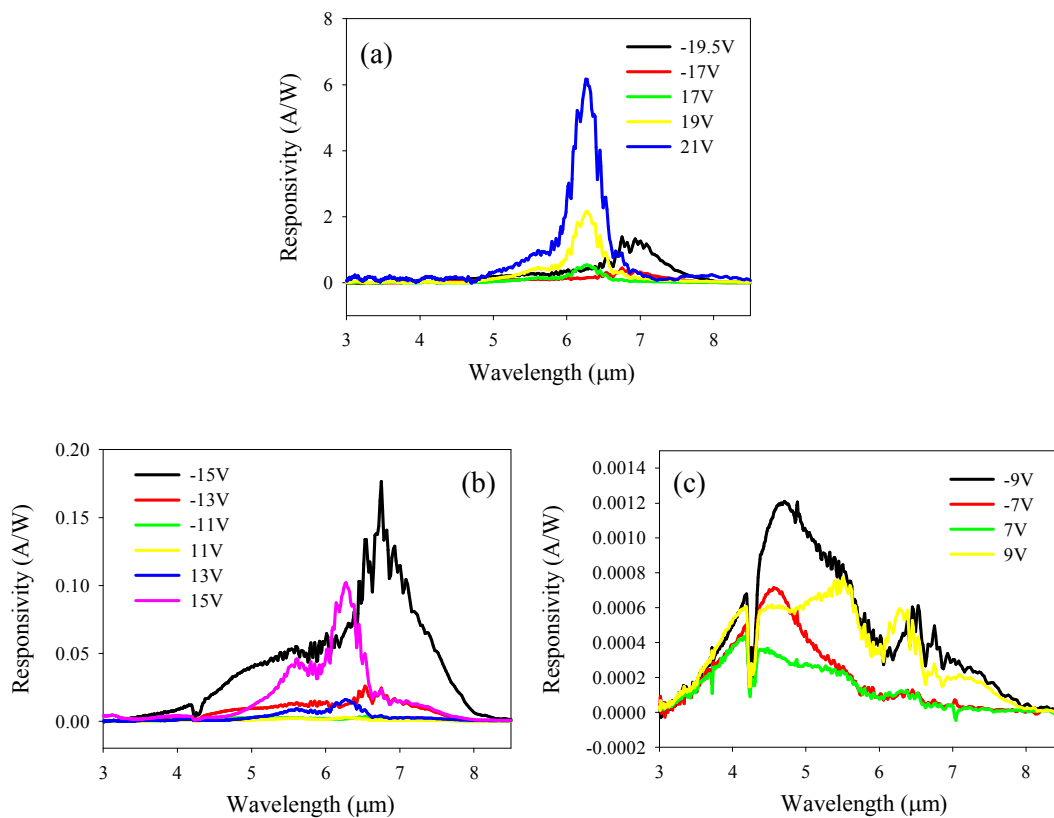 8
6
4
2
0
3 4 5 6 7 8
Responsivity (A/W)
Wavelength (μm)
(a)
-19.5V
-17V
17V
19V
21V
0.20
0.15
0.10
0.05
0.00
3 4 5 6 7 8
Responsivity (A/W)
Wavelength (μm)
(b)
-15V
-13V
-11V
11V
13V
15V
0.0014
0.0012
0.0010
0.0008
0.0006
0.0004
0.0002
0.0000
-0.0002
3 4 5 6 7 8
Responsivity (A/W)
Wavelength (μm)
(c)
-9V
-7V
7V
9V